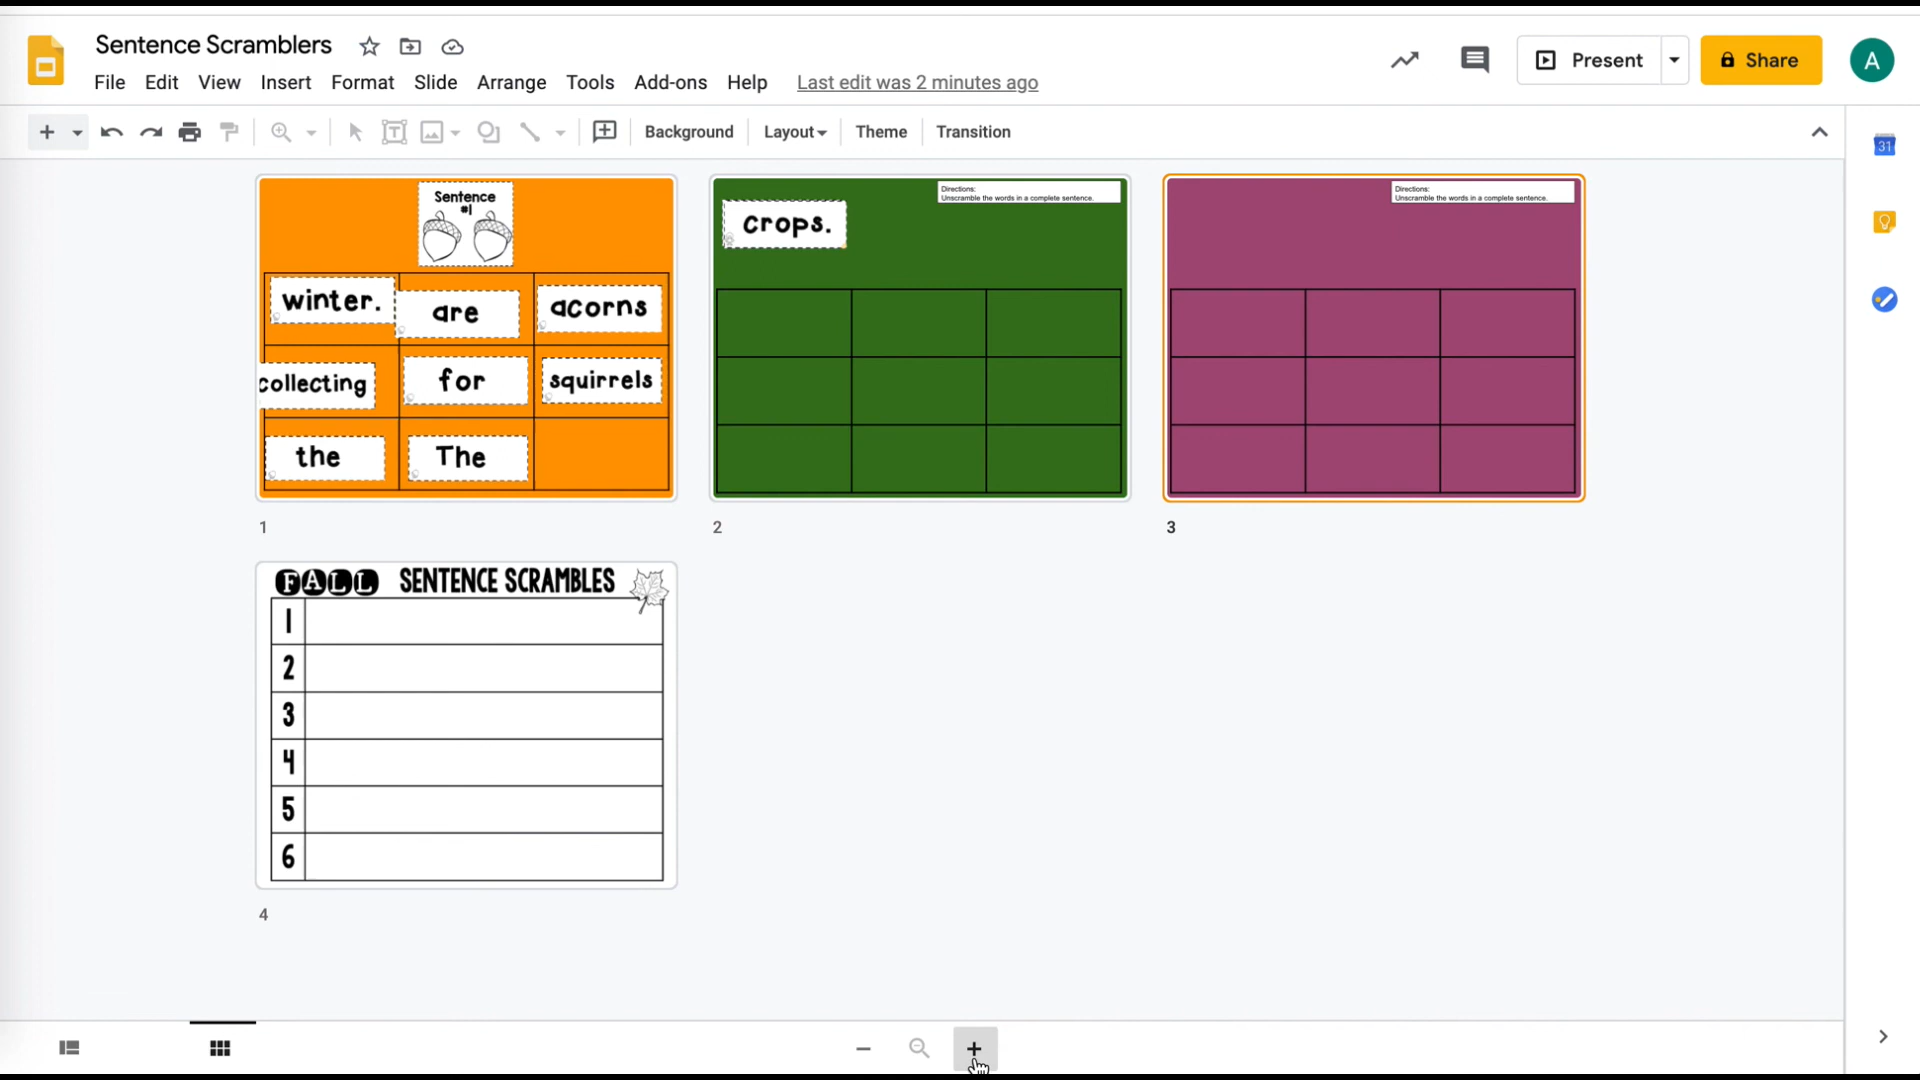 Sentence Scramblers
File Edit View Insert Format Slide Arrange Tools Add-ons Help Last edit was 2 minutes ago
Present
Share
A
Background Layout Theme Transition
31
Sentence
#1
winter. are acorns
collecting for squirrels
the The
1
crops.
Directions:
Unscramble the words in a complete sentence.
2
Directions:
Unscramble the words in a complete sentence.
3
FALL SENTENCE SCRAMBLES
1
2
3
4
5
6
4